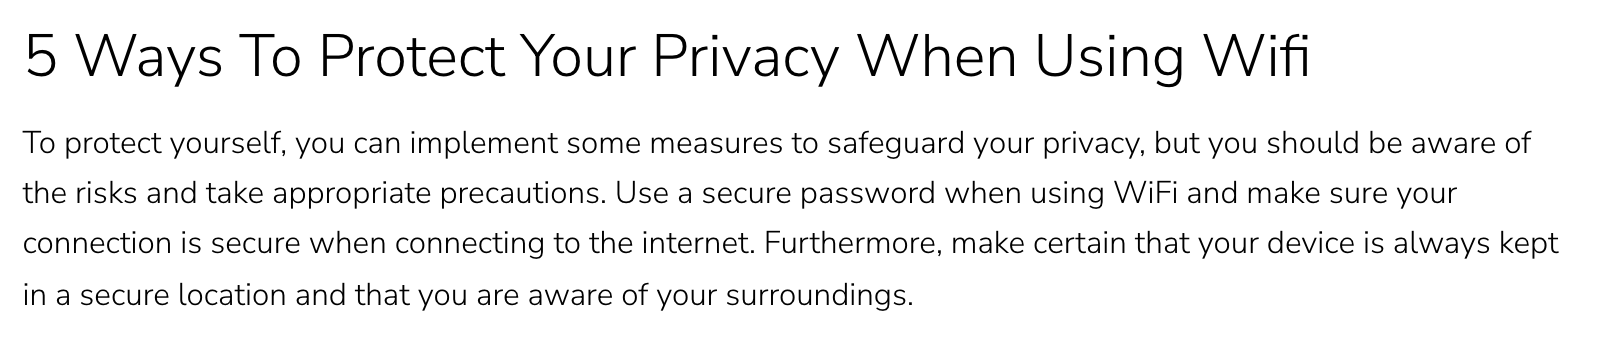 5 Ways To Protect Your Privacy When Using Wifi
To protect yourself, you can implement some measures to safeguard your privacy, but you should be aware of
the risks and take appropriate precautions. Use a secure password when using WiFi and make sure your
connection is secure when connecting to the internet. Furthermore, make certain that your device is always kept
in a secure location and that you are aware of your surroundings.